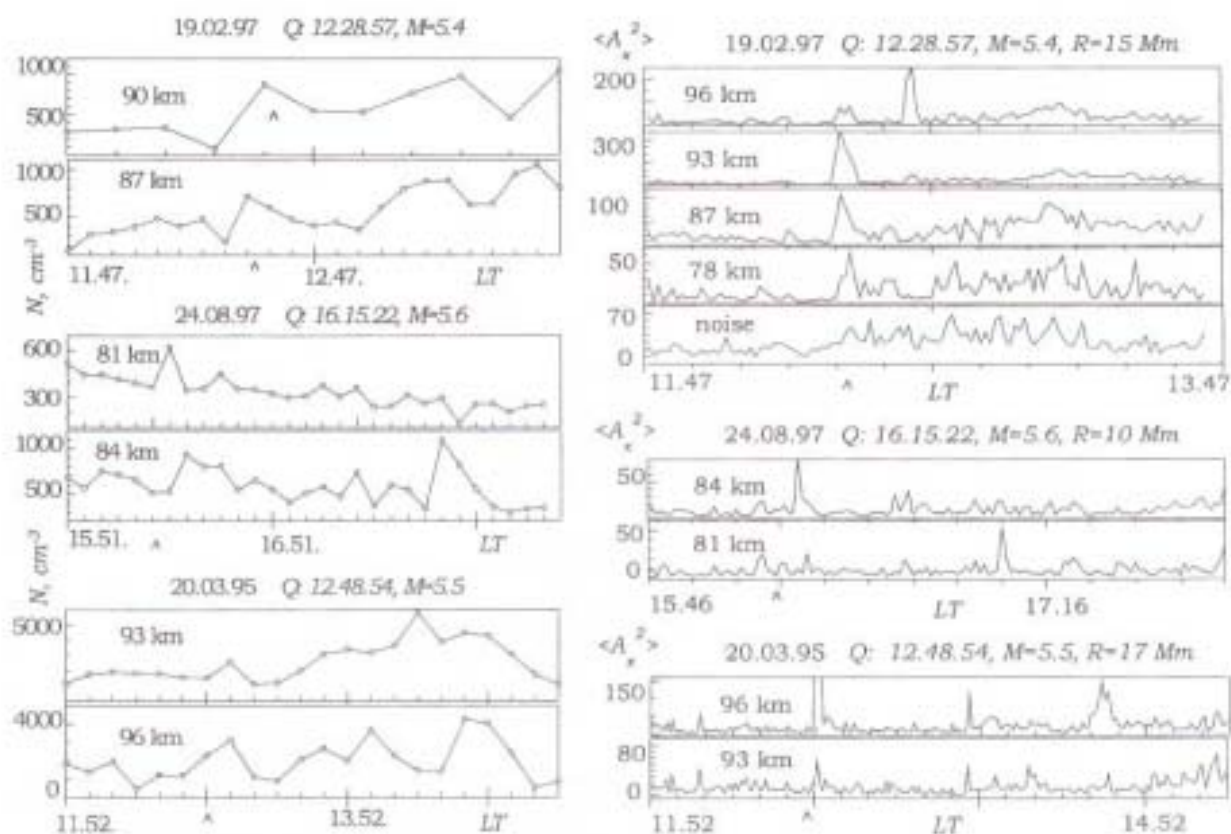 19.02.97 Q: 12.28.57, M=5.4
1000
90 km
500
^
1000
87 km
500
N, cm⁻³
11.47. ^ 12.47. LT
24.08.97 Q: 16.15.22, M=5.6
600
81 km
300
1000
84 km
500
15.51. ^ 16.51. LT
N, cm⁻³
20.03.95 Q: 12.48.54, M=5.5
5000
93 km
4000
96 km
0
11.52. ^ 13.52. LT
19.02.97 Q: 12.28.57, M=5.4, R=15 Mm
200
96 km
300
93 km
100
87 km
50
78 km
70
noise
0
11.47 ^ LT 13.47
24.08.97 Q: 16.15.22, M=5.6, R=10 Mm
50
84 km
50
81 km
0
15.46 ^ LT 17.16
20.03.95 Q: 12.48.54, M=5.5, R=17 Mm
150
96 km
80
93 km
0
11.52 ^ LT 14.52